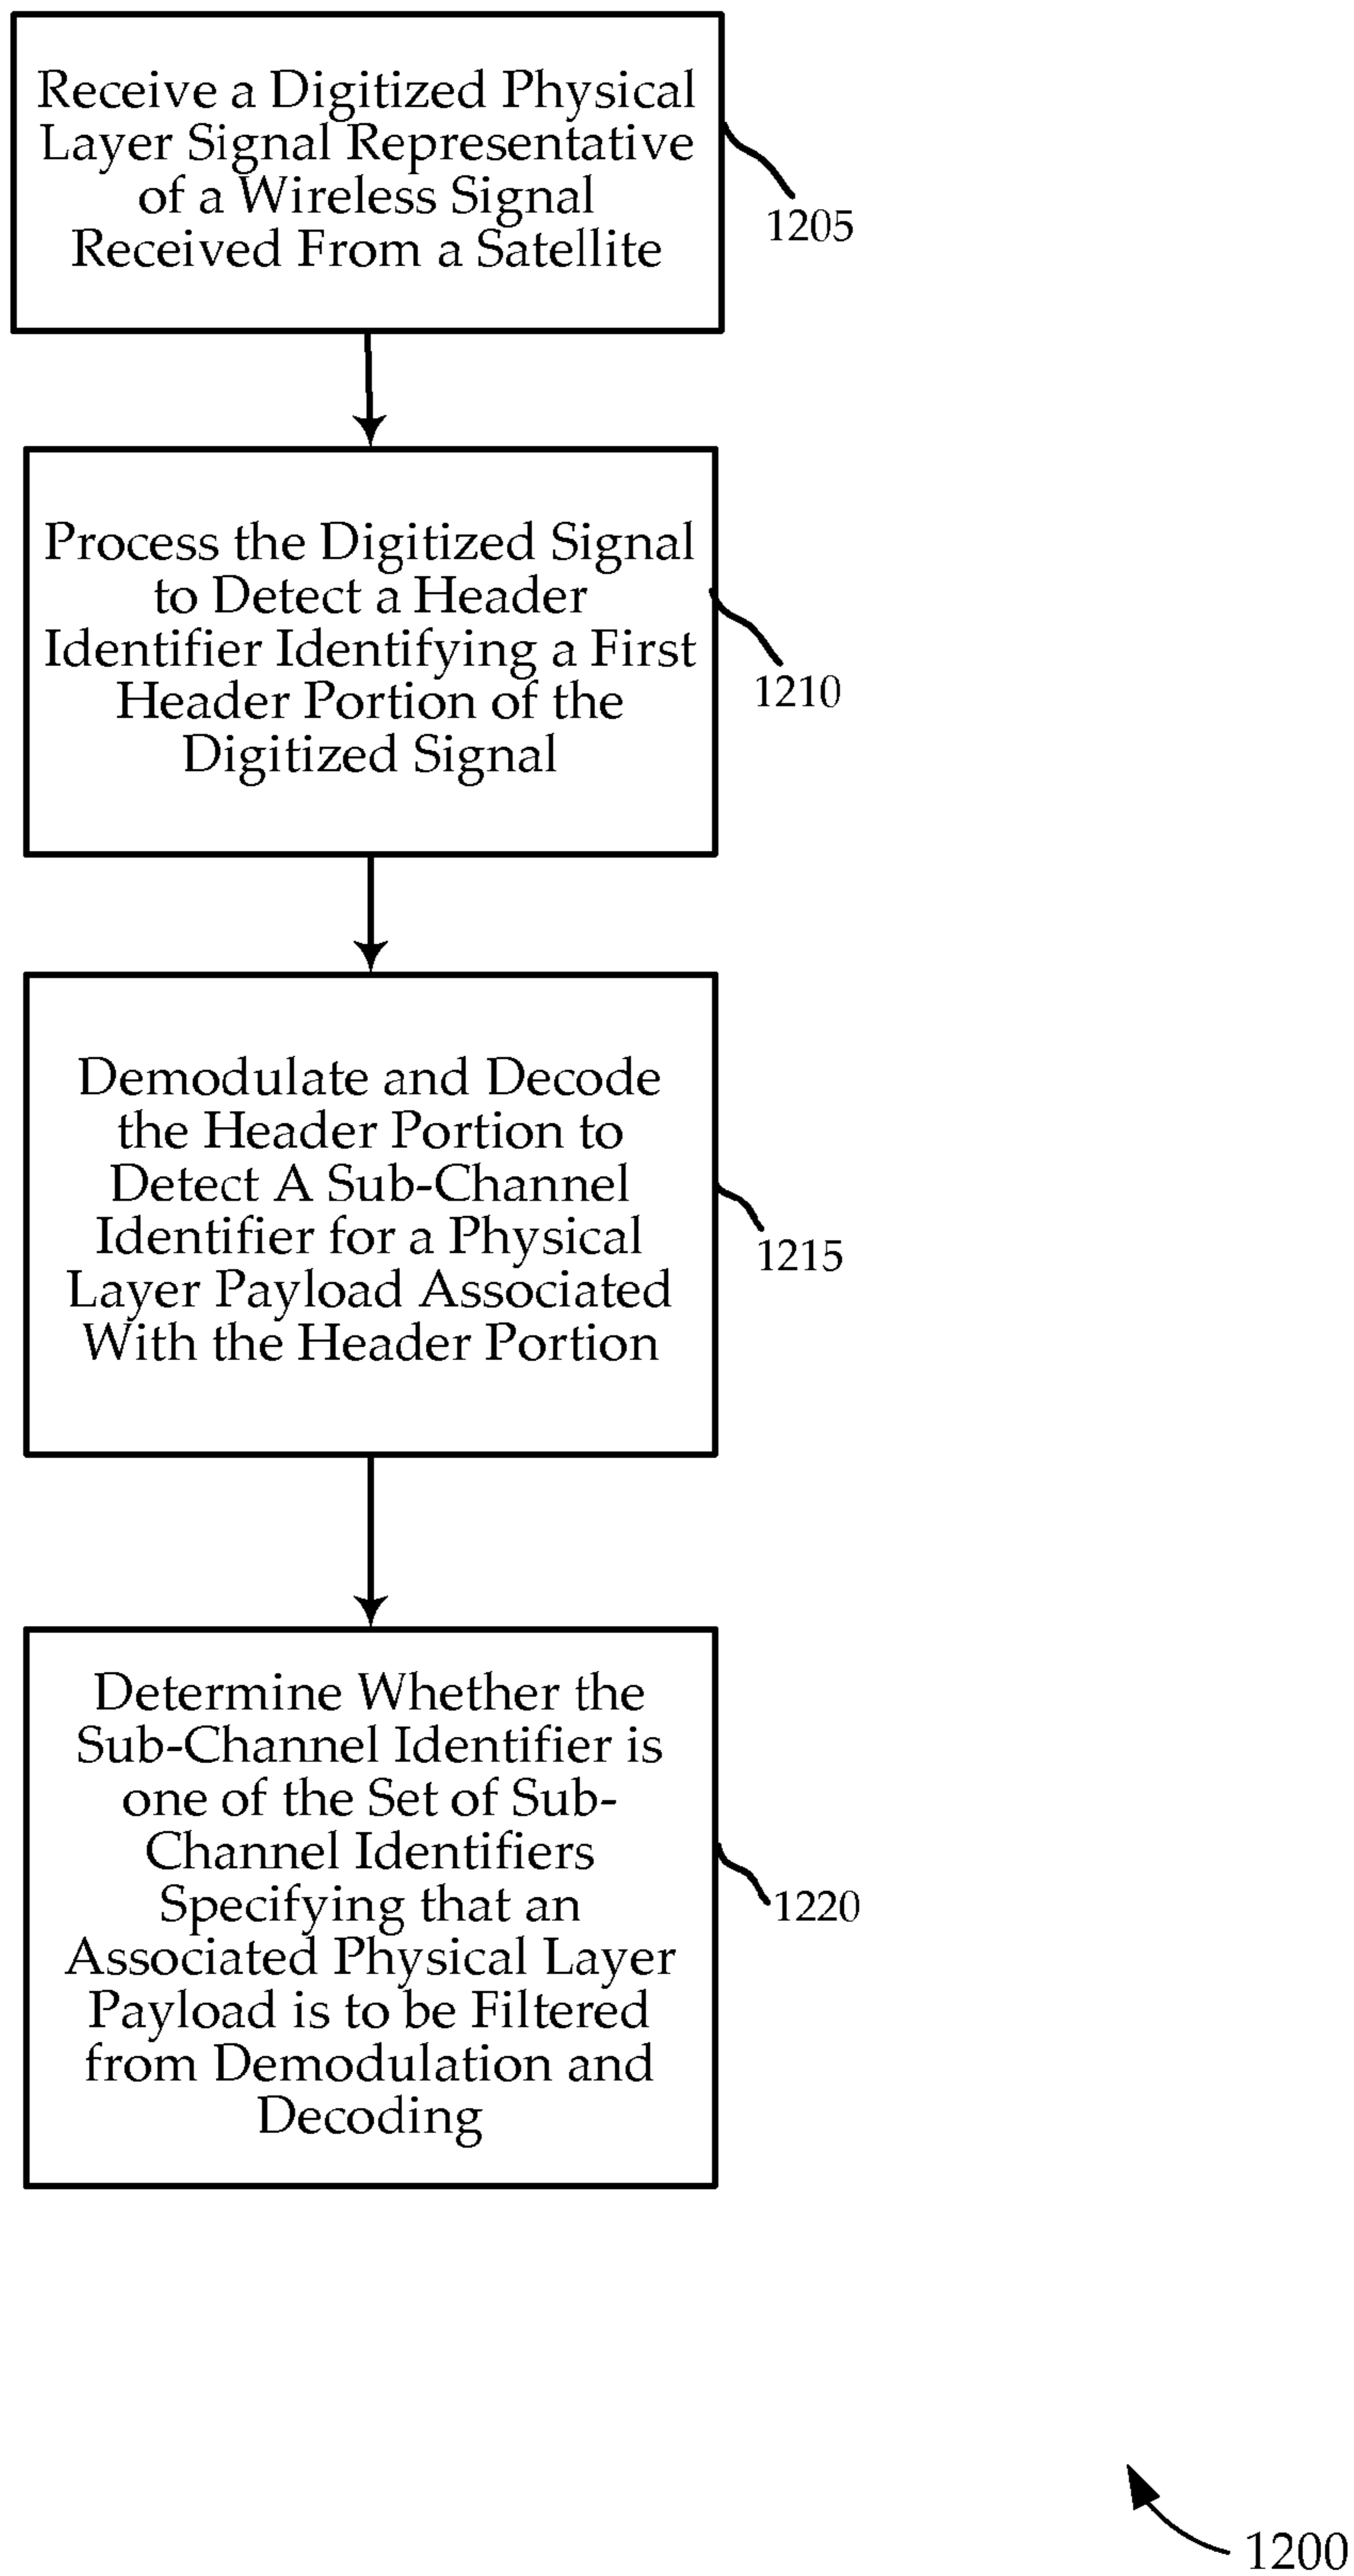 Receive a Digitized Physical
Layer Signal Representative
of a Wireless Signal
Received From a Satellite
1205
Process the Digitized Signal
to Detect a Header
Identifier Identifying a First
Header Portion of the
Digitized Signal
1210
Demodulate and Decode
the Header Portion to
Detect A Sub-Channel
Identifier for a Physical
Layer Payload Associated
With the Header Portion
1215
Determine Whether the
Sub-Channel Identifier is
one of the Set of Sub-
Channel Identifiers
Specifying that an
Associated Physical Layer
Payload is to be Filtered
from Demodulation and
Decoding
1220
1200